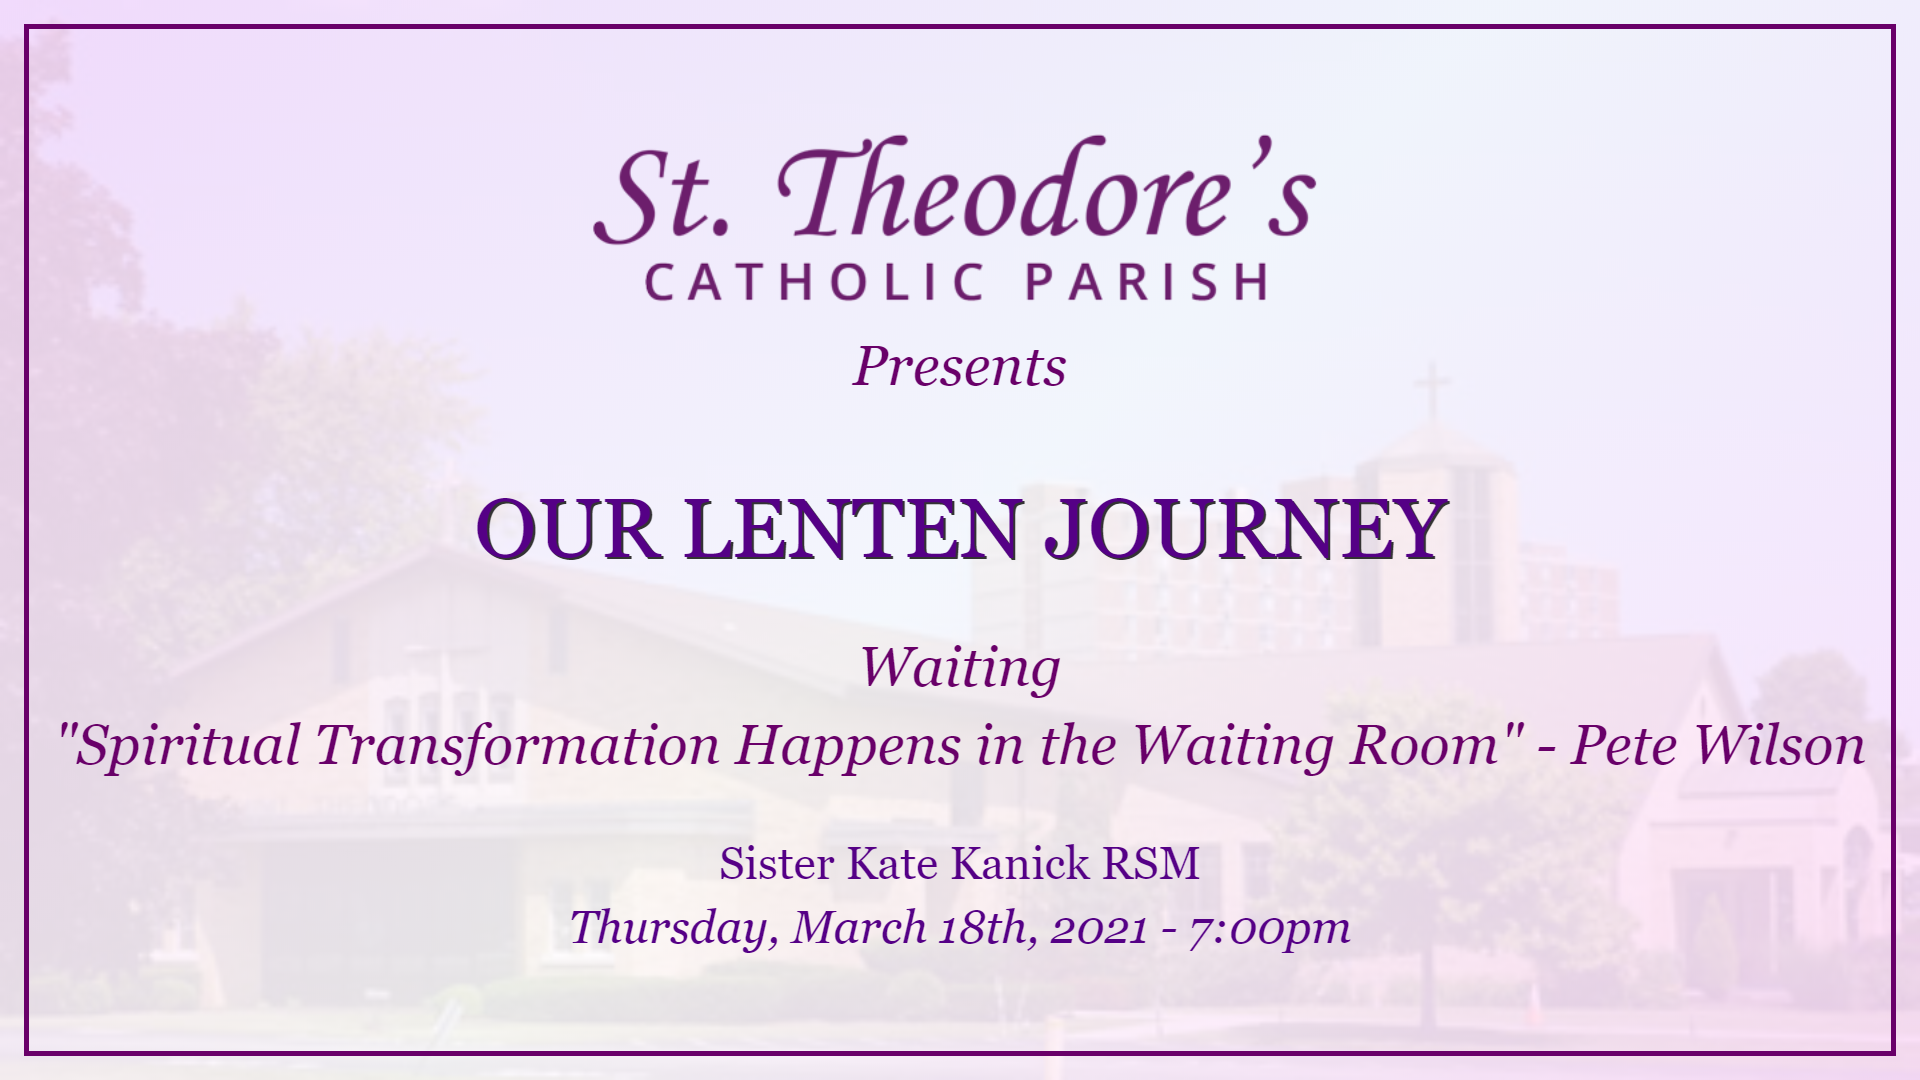 St. Theodore's
CATHOLIC PARISH
Presents
OUR LENTEN JOURNEY
Waiting
"Spiritual Transformation Happens in the Waiting Room" - Pete Wilson
Sister Kate Kanick RSM
Thursday, March 18th, 2021 - 7:00pm